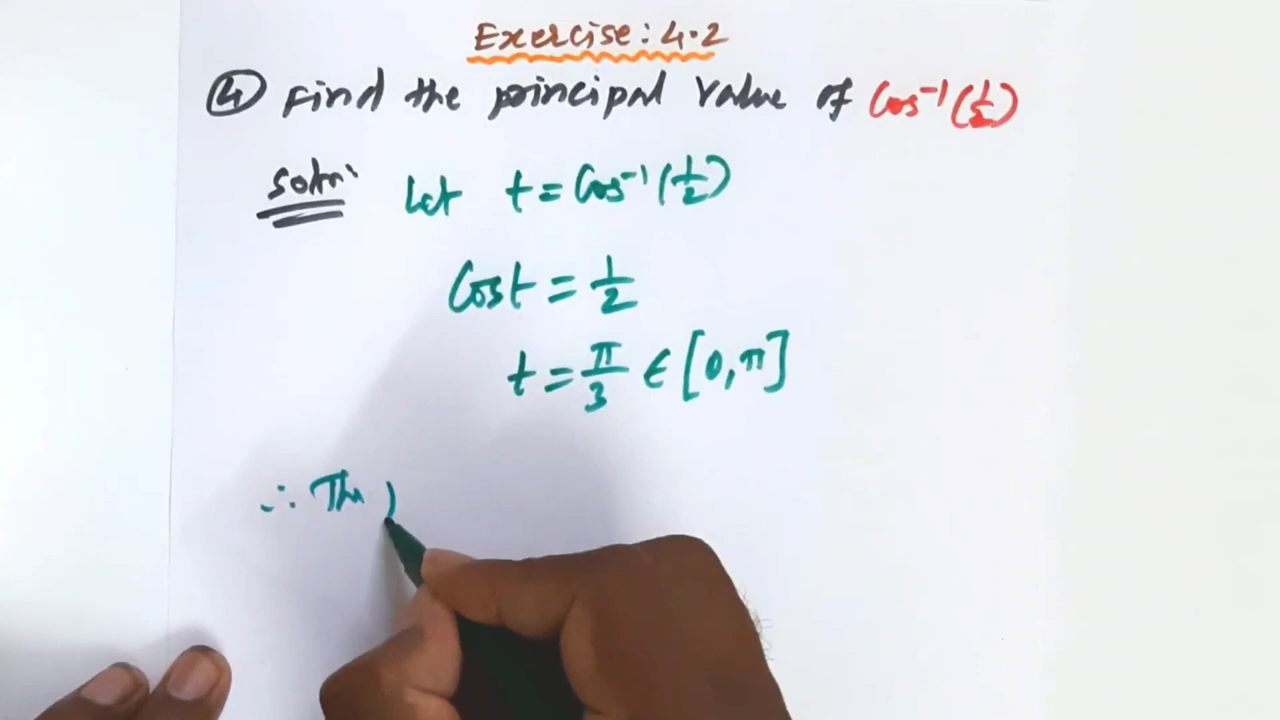 Exercise: 4.2
④ Find the principal value of Cos⁻¹(1/2)
Soln:
Let t = Cos⁻¹(1/2)
Cos t = 1/2
t = π/3 ∈ [0, π]
∴ The